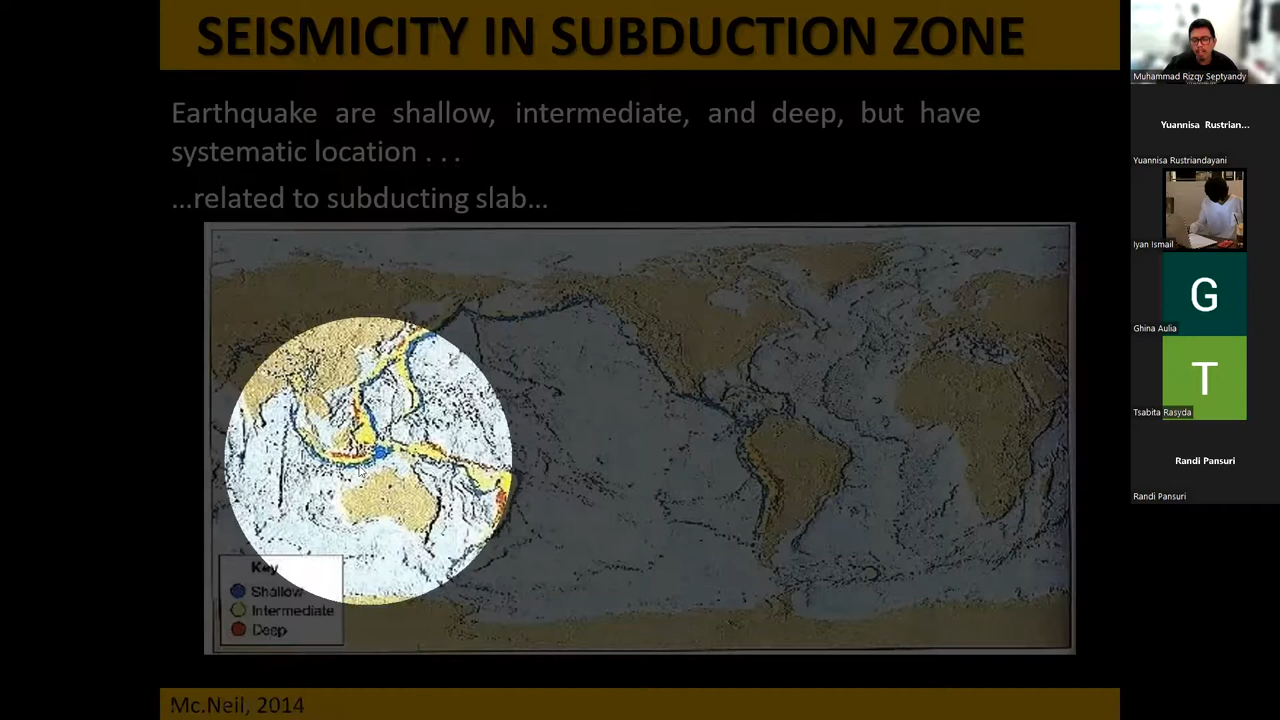 SEISMICITY IN SUBDUCTION ZONE
Earthquake are shallow, intermediate, and deep, but have
systematic location . . .
...related to subducting slab...
Key
Shallow
Intermediate
Deep
Mc.Neil, 2014
Muhammad Rizqy Septyandy
Yuannisa Rustrian...
Yuannisa Rustriandayani
Iyan Ismail
G
Ghina Aulia
T
Tsabita Rasyda
Randi Pansuri
Randi Pansuri